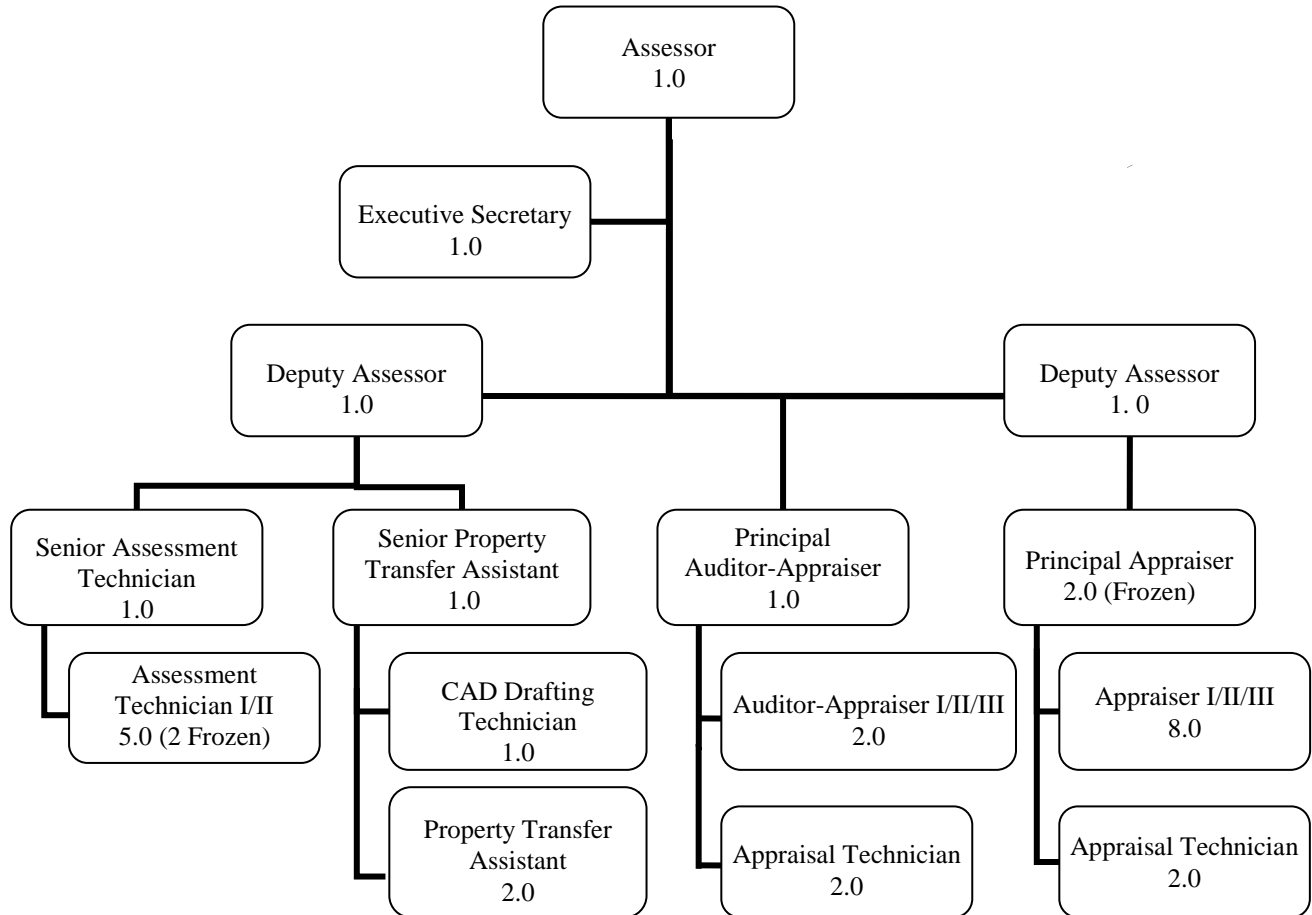 Assessor
1.0
Executive Secretary
1.0
Deputy Assessor
1.0
Deputy Assessor
1. 0
Senior Assessment
Technician
1.0
Senior Property
Transfer Assistant
1.0
Principal
Auditor-Appraiser
1.0
Principal Appraiser
2.0 (Frozen)
Assessment
Technician I/II
5.0 (2 Frozen)
CAD Drafting
Technician
1.0
Auditor-Appraiser I/II/III
2.0
Appraiser I/II/III
8.0
Property Transfer
Assistant
2.0
Appraisal Technician
2.0
Appraisal Technician
2.0